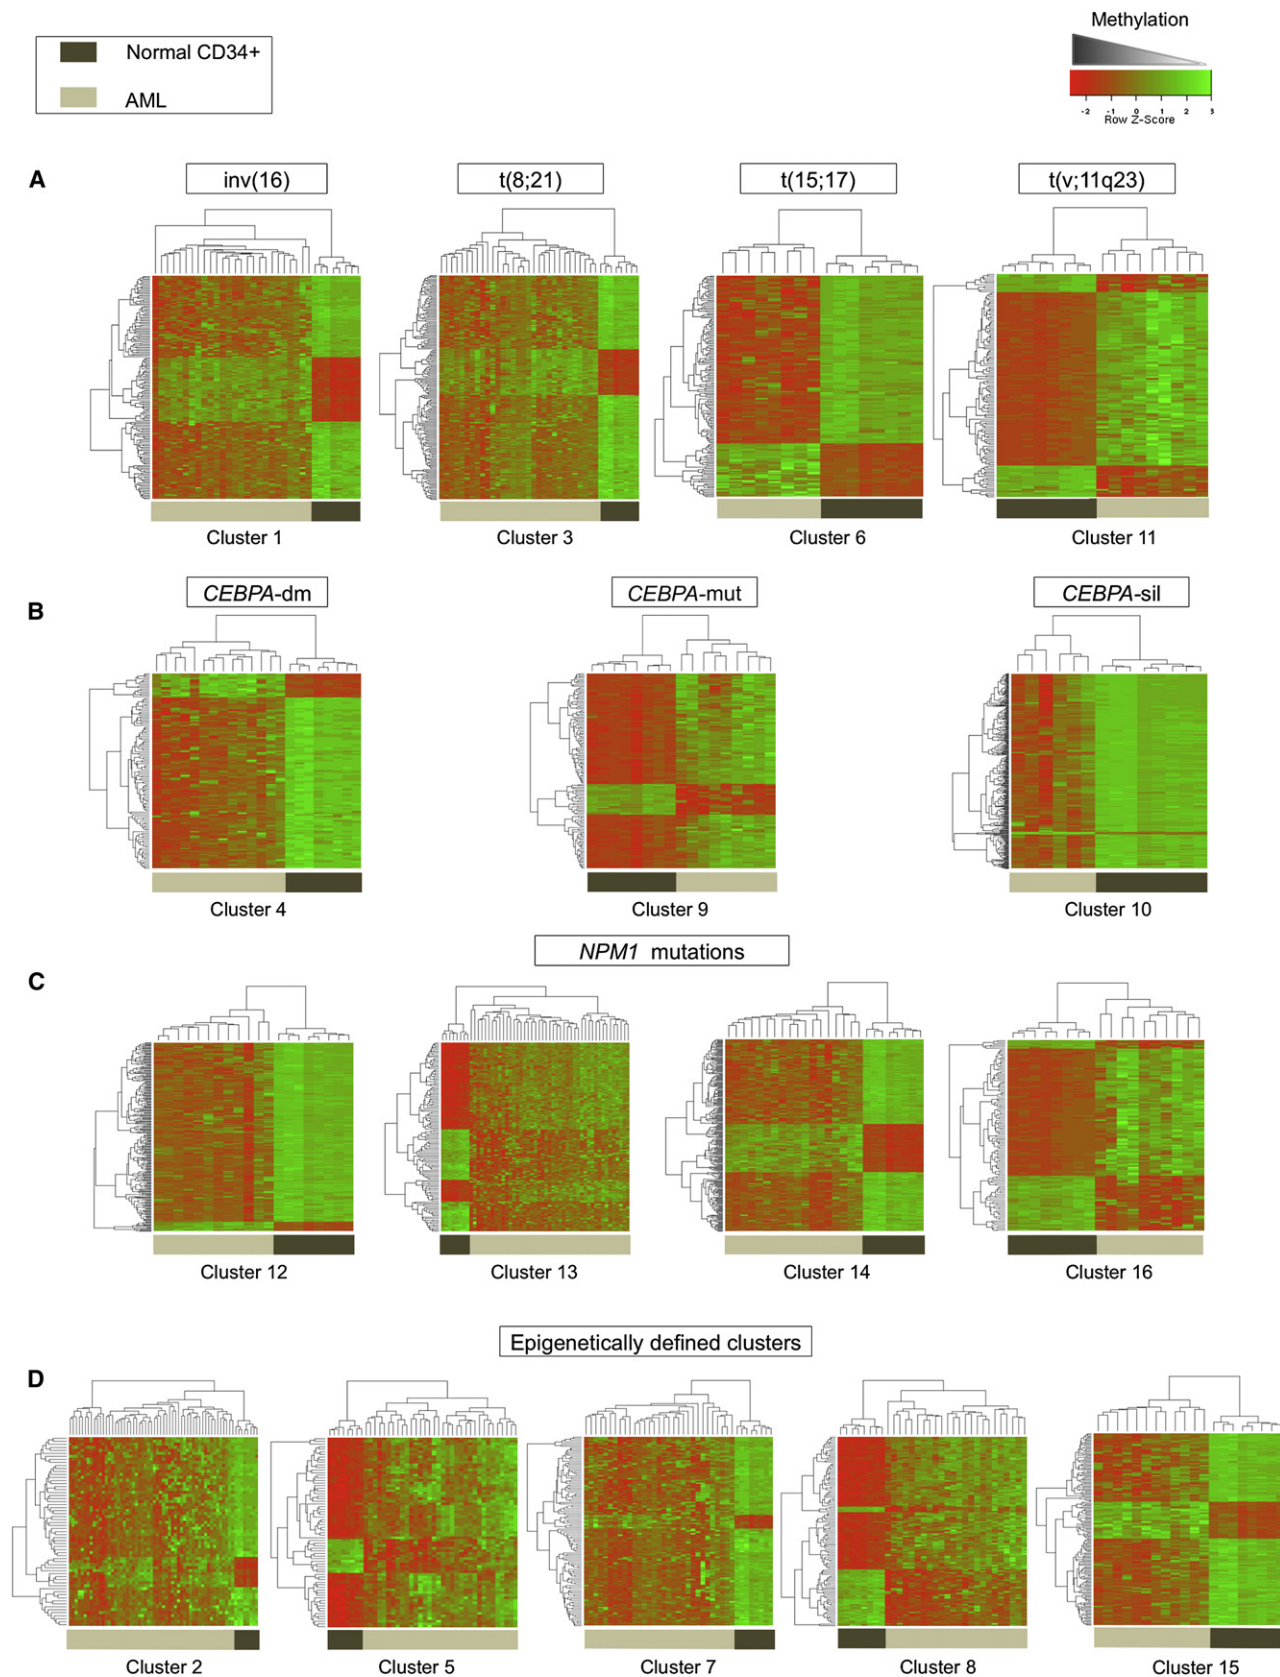 Normal CD34+
AML
Methylation
-2 -1 0 1 2 3
Row Z-Score
A
inv(16)
t(8;21)
t(15;17)
t(v;11q23)
Cluster 1
Cluster 3
Cluster 6
Cluster 11
B
CEBPA-dm
CEBPA-mut
CEBPA-sil
Cluster 4
Cluster 9
Cluster 10
NPM1 mutations
C
Cluster 12
Cluster 13
Cluster 14
Cluster 16
Epigenetically defined clusters
D
Cluster 2
Cluster 5
Cluster 7
Cluster 8
Cluster 15